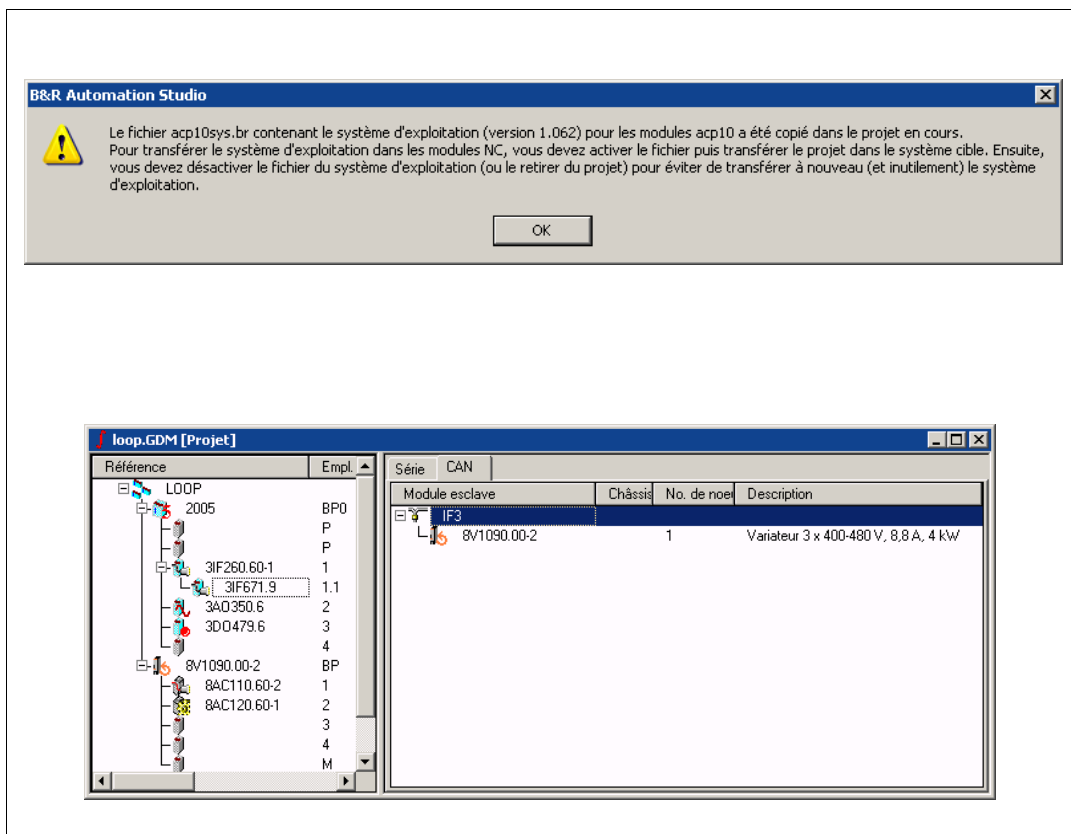 B&R Automation Studio
Le fichier acp10sys.br contenant le système d'exploitation (version 1.062) pour les modules acp10 a été copié dans le projet en cours.
Pour transférer le système d'exploitation dans les modules NC, vous devez activer le fichier puis transférer le projet dans le système cible. Ensuite,
vous devez désactiver le fichier du système d'exploitation (ou le retirer du projet) pour éviter de transférer à nouveau (et inutilement) le système
d'exploitation.
OK
loop.GDM [Projet]
Référence Empl.
LOOP
2005 BP0
P
P
3IF260.60-1 1
3IF671.9 1.1
3AO350.6 2
3DO479.6 3
4
8V1090.00-2 BP
8AC110.60-2 1
8AC120.60-1 2
3
4
M
Série CAN
Module esclave Châssis No. de noeu Description
IF3
8V1090.00-2 1 Variateur 3 x 400-480 V, 8,8 A, 4 kW